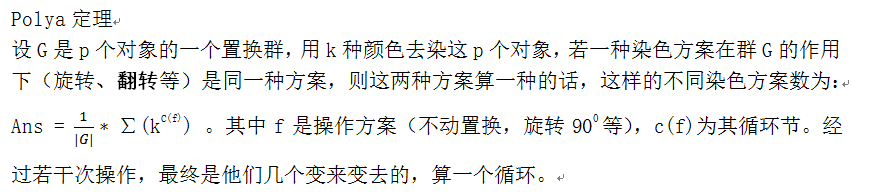 Polya 定理
设 G 是 p 个对象的一个置换群，用 k 种颜色去染这 p 个对象，若一种染色方案在群 G 的作用
下（旋转、翻转等）是同一种方案，则这两种方案算一种的话，这样的不同染色方案数为：
Ans = \frac{1}{|G|} * ∑(k^{c(f)}) 。其中 f 是操作方案（不动置换，旋转 90^0 等），c(f)为其循环节。经
过若干次操作，最终是他们几个变来变去的，算一个循环。